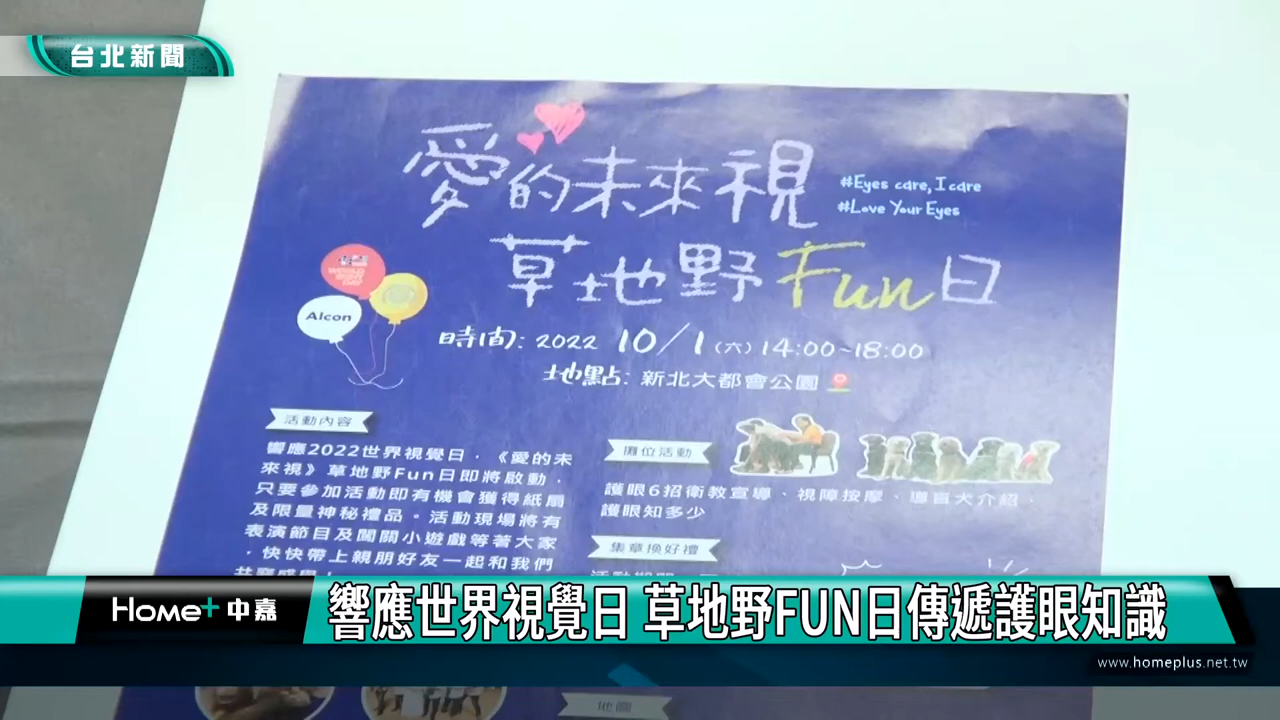 台北新聞
愛的未來視
#Eyes care, I care
#Love Your Eyes
草地野Fun日
Alcon
時間: 2022 10/1 (六) 14:00~18:00
地點: 新北大都會公園
活動內容
響應2022世界視覺日，《愛的未
來視》草地野Fun日即將啟動，
只要參加活動即有機會獲得紙扇
及限量神秘禮品。活動現場將有
表演節目及闖關小遊戲等著大家
，快快帶上親朋好友一起和我們
攤位活動
護眼6招衛教宣導、視障按摩、導盲犬介紹、
護眼知多少
集章換好禮
Home+中嘉
響應世界視覺日 草地野FUN日傳遞護眼知識
www.homeplus.net.tw
地圖